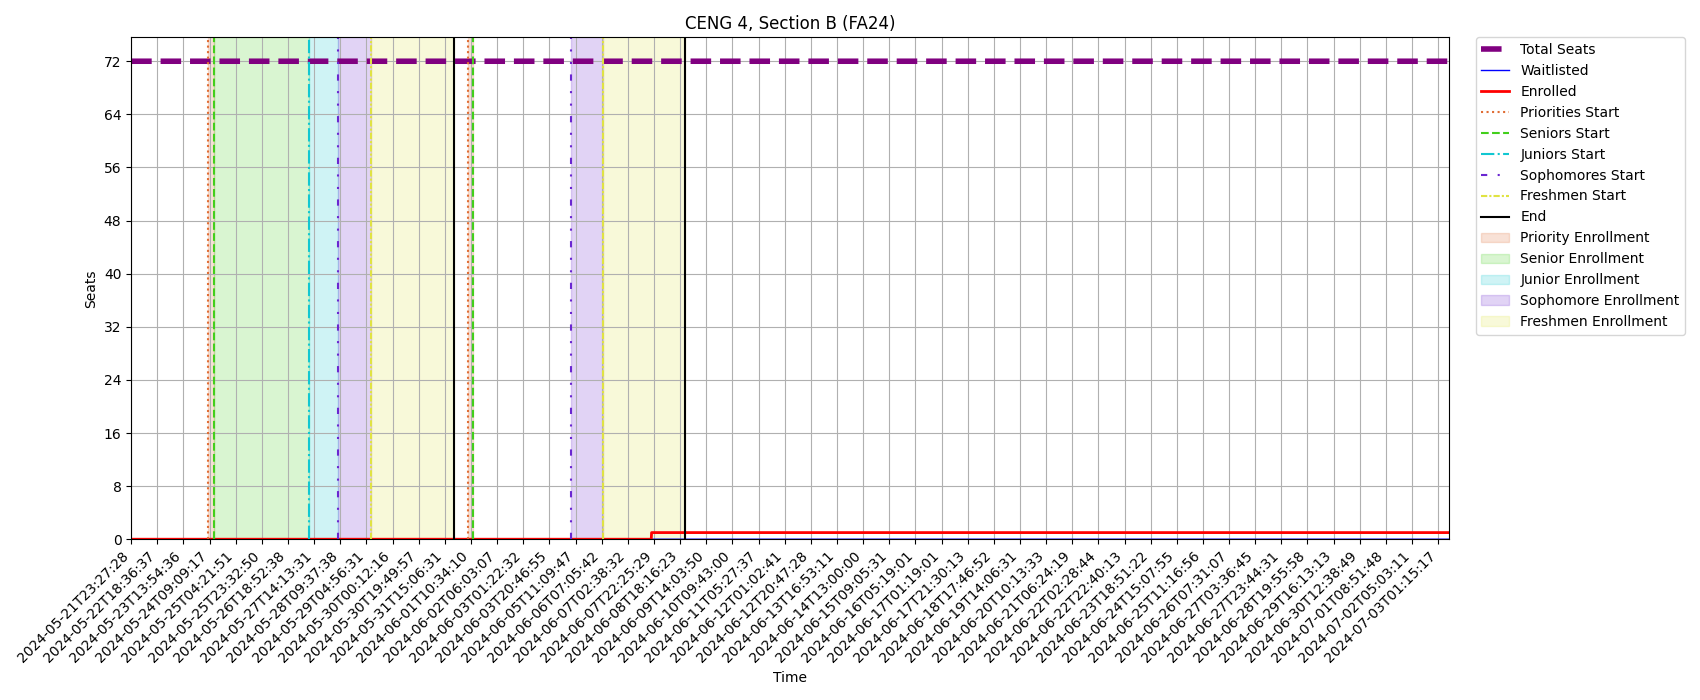 CENG 4, Section B (FA24)
Seats
72
64
56
48
40
32
24
16
8
0
2024-05-21T23:27:28
2024-05-22T18:36:37
2024-05-23T13:54:36
2024-05-24T09:09:17
2024-05-25T04:21:51
2024-05-25T23:32:50
2024-05-26T18:52:38
2024-05-27T14:13:31
2024-05-28T09:37:38
2024-05-29T04:56:31
2024-05-30T00:12:16
2024-05-30T19:49:57
2024-05-31T15:06:31
2024-06-01T10:34:10
2024-06-02T06:03:07
2024-06-03T01:22:32
2024-06-03T20:46:55
2024-06-05T11:09:47
2024-06-06T07:05:42
2024-06-07T02:38:32
2024-06-07T22:25:29
2024-06-08T18:16:23
2024-06-09T14:03:50
2024-06-10T09:43:00
2024-06-11T05:27:37
2024-06-12T01:02:41
2024-06-12T20:47:28
2024-06-13T16:53:11
2024-06-14T13:00:00
2024-06-15T09:05:31
2024-06-16T05:19:01
2024-06-17T01:19:01
2024-06-17T21:30:13
2024-06-18T17:46:52
2024-06-19T14:06:31
2024-06-20T10:13:33
2024-06-21T06:24:19
2024-06-22T02:28:44
2024-06-22T22:40:13
2024-06-23T18:51:22
2024-06-24T15:07:55
2024-06-25T11:16:56
2024-06-26T07:31:07
2024-06-27T03:36:45
2024-06-27T23:44:31
2024-06-28T19:55:58
2024-06-29T16:13:13
2024-06-30T12:38:49
2024-07-01T08:51:48
2024-07-02T05:03:11
2024-07-03T01:15:17
Time
Total Seats
Waitlisted
Enrolled
Priorities Start
Seniors Start
Juniors Start
Sophomores Start
Freshmen Start
End
Priority Enrollment
Senior Enrollment
Junior Enrollment
Sophomore Enrollment
Freshmen Enrollment